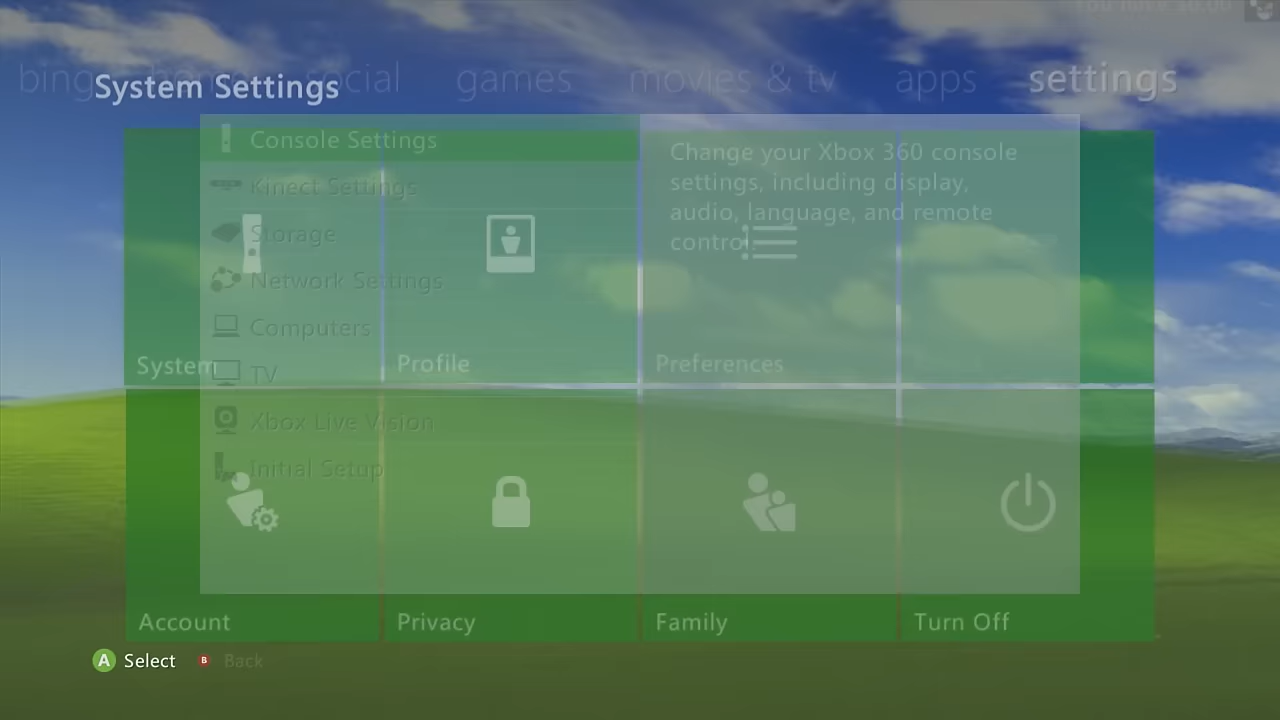 bing
social
games
movies & tv
apps
settings
System Settings
Console Settings
Kinect Settings
Storage
Network Settings
Computers
TV
Xbox Live Vision
Initial Setup
Change your Xbox 360 console
settings, including display,
audio, language, and remote
control.
System
Profile
Preferences
Account
Privacy
Family
Turn Off
A Select
B Back